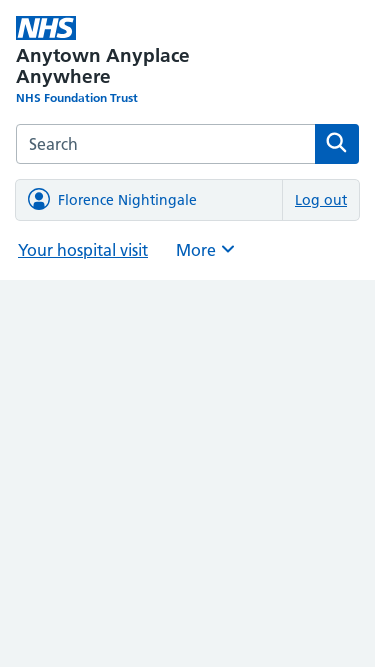 NHS
Anytown Anyplace
Anywhere
NHS Foundation Trust
Search
Florence Nightingale
Log out
Your hospital visit
More